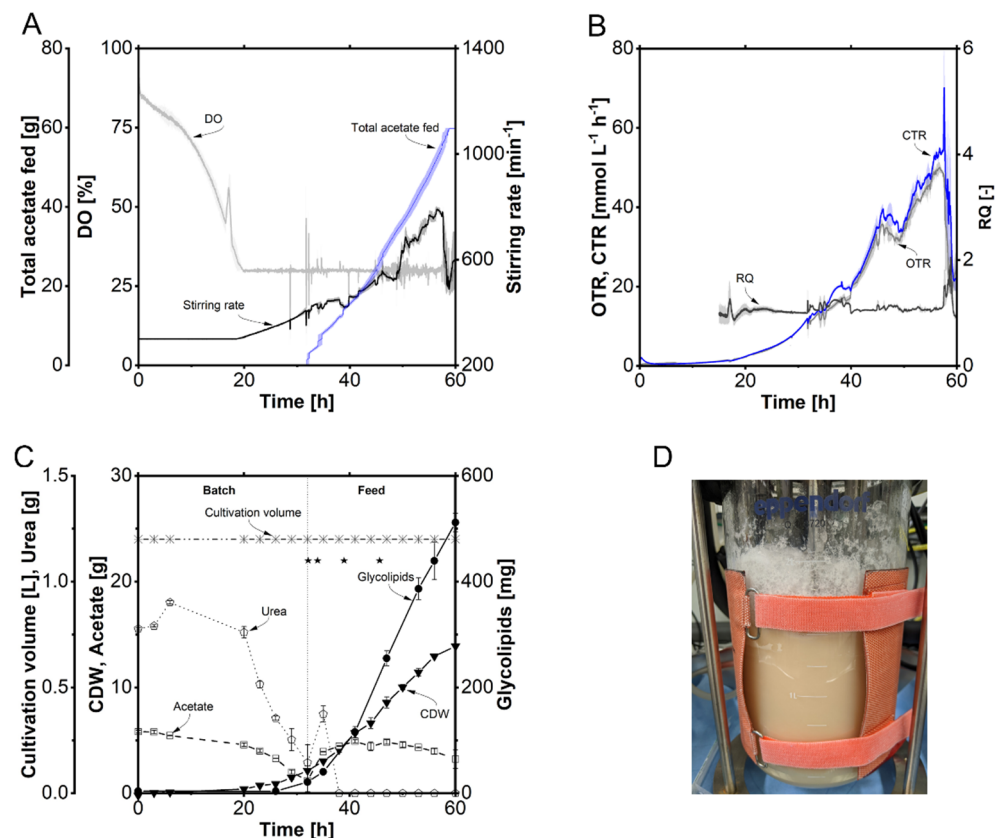 A
Total acetate fed [g]
80
60
40
20
0
DO [%]
100
75
50
25
0
DO
Total acetate fed
Stirring rate
Stirring rate [min-1]
1400
1000
600
200
0 20 40 60
Time [h]
B
OTR, CTR [mmol L-1 h-1]
80
60
40
20
0
CTR
OTR
RQ
RQ [-]
6
4
2
0
0 20 40 60
Time [h]
C
Cultivation volume [L], Urea [g]
1.5
1.0
0.5
0.0
CDW, Acetate [g]
30
20
10
0
Batch Feed
Cultivation volume
Glycolipids
Urea
Acetate
CDW
Glycolipids [mg]
600
400
200
0
0 20 40 60
Time [h]
D
eppendorf
1L